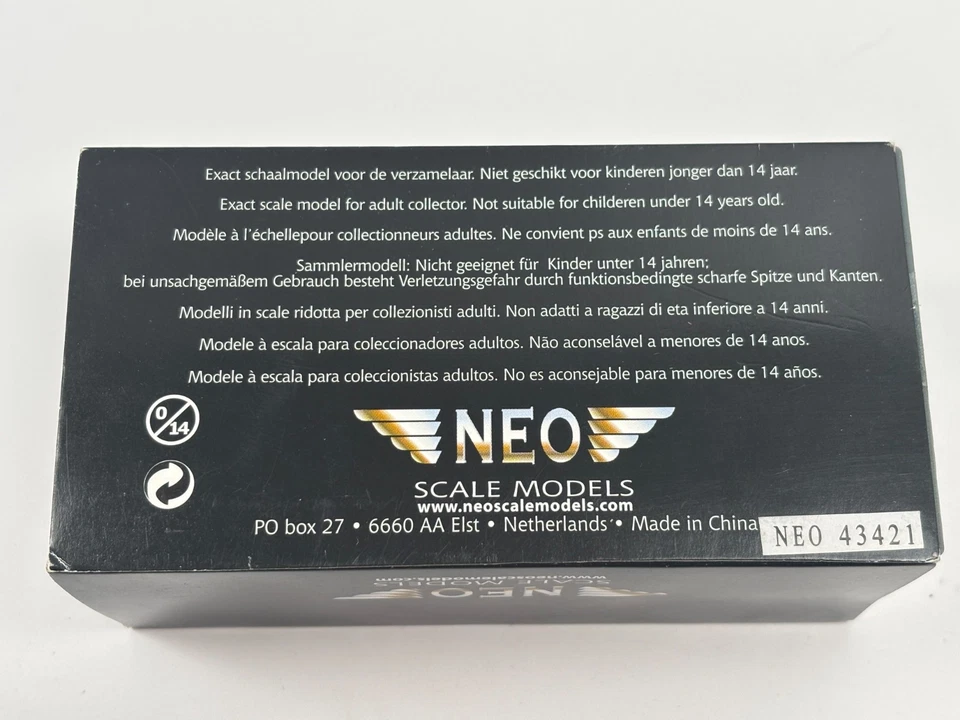 Exact schaalmodel voor de verzamelaar. Niet geschikt voor kinderen jonger dan 14 jaar.
Exact scale model for adult collector. Not suitable for childeren under 14 years old.
Modèle à l'échellepour collectionneurs adultes. Ne convient ps aux enfants de moins de 14 ans.
Sammlermodell: Nicht geeignet für Kinder unter 14 jahren;
bei unsachgemäßem Gebrauch besteht Verletzungsgefahr durch funktionsbedingte scharfe Spitze und Kanten.
Modelli in scale ridotta per collezionisti adulti. Non adatti a ragazzi di eta inferiore a 14 anni.
Modele à escala para coleccionadores adultos. Não aconselável a menores de 14 anos.
Modele à escala para coleccionistas adultos. No es aconsejable para menores de 14 años.
0/14
NEO
SCALE MODELS
www.neoscalemodels.com
PO box 27 • 6660 AA Elst • Netherlands • Made in China
NEO 43421
www.neoscalemodels.com
SCALE MODELS
NEO